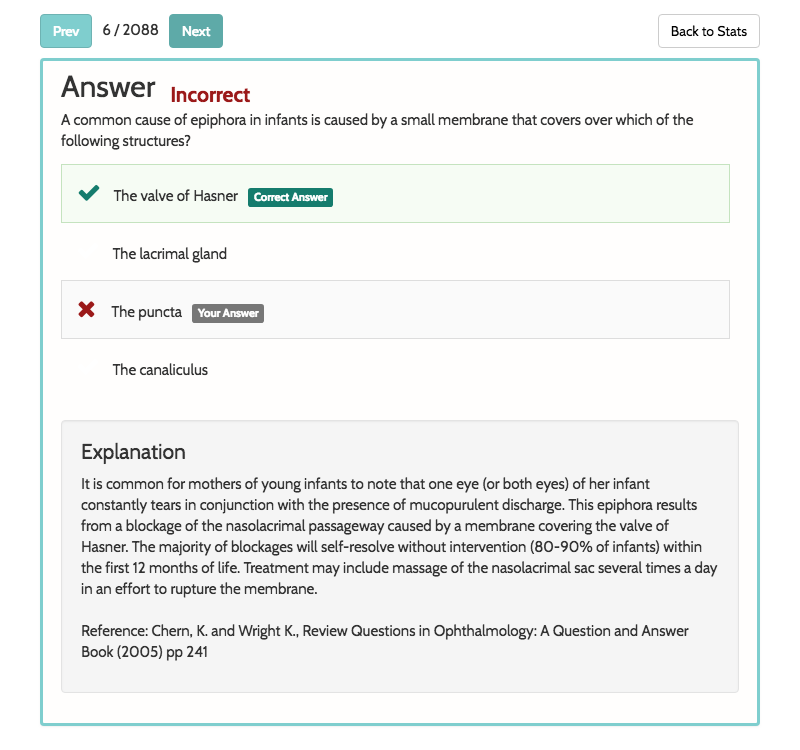 Prev 6 / 2088 Next Back to Stats
Answer Incorrect
A common cause of epiphora in infants is caused by a small membrane that covers over which of the
following structures?
The valve of Hasner Correct Answer
The lacrimal gland
The puncta Your Answer
The canaliculus
Explanation
It is common for mothers of young infants to note that one eye (or both eyes) of her infant
constantly tears in conjunction with the presence of mucopurulent discharge. This epiphora results
from a blockage of the nasolacrimal passageway caused by a membrane covering the valve of
Hasner. The majority of blockages will self-resolve without intervention (80-90% of infants) within
the first 12 months of life. Treatment may include massage of the nasolacrimal sac several times a day
in an effort to rupture the membrane.
Reference: Chern, K. and Wright K., Review Questions in Ophthalmology: A Question and Answer
Book (2005) pp 241